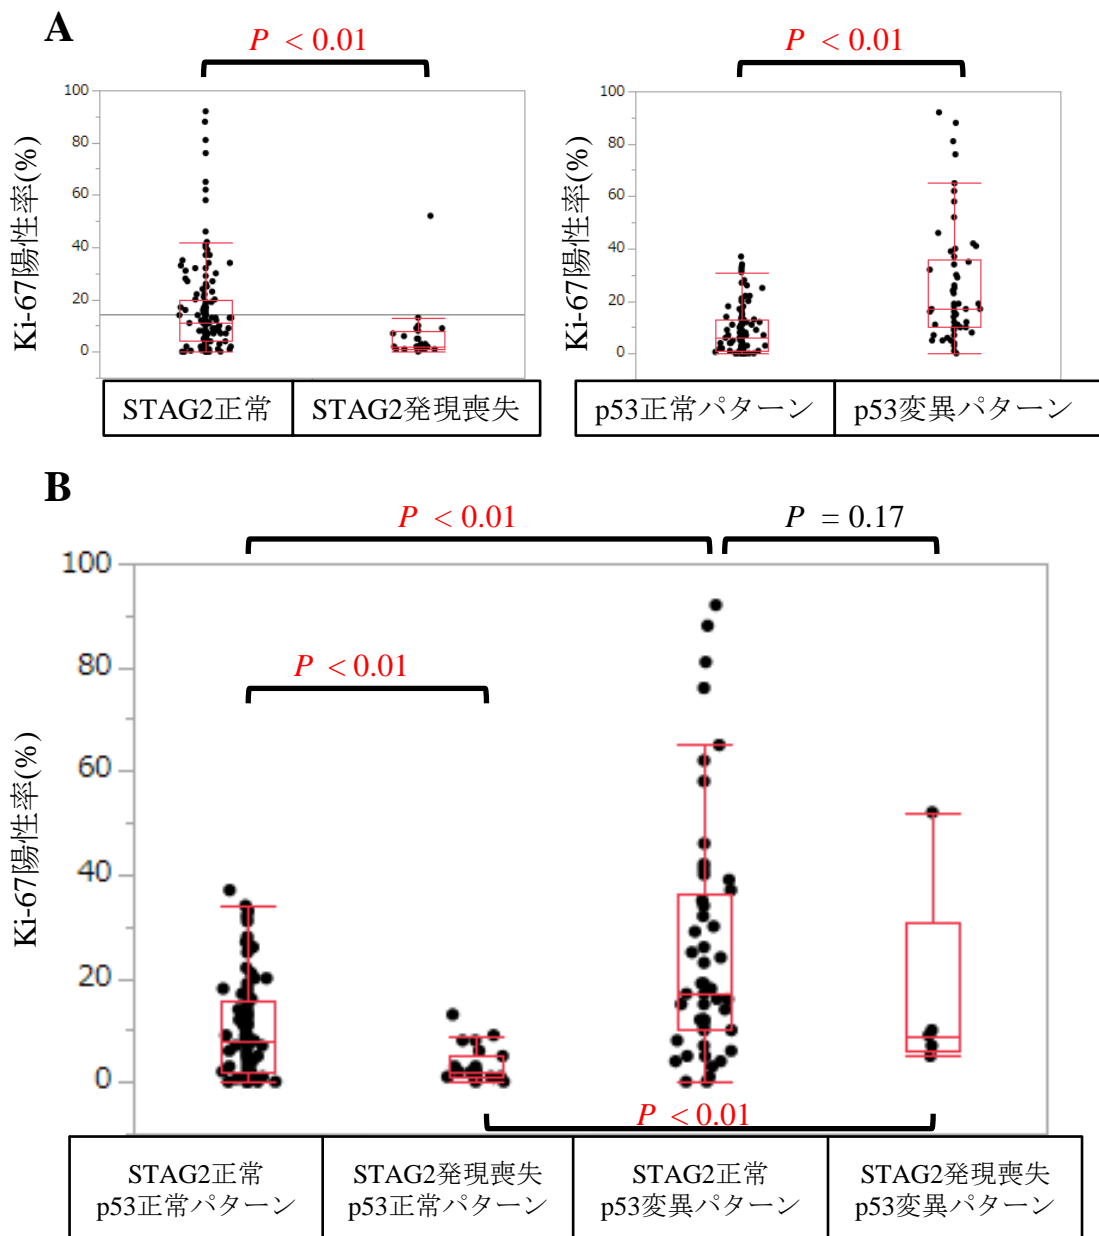 A
P < 0.01
Ki-67陽性率(%)
100
80
60
40
20
0
STAG2正常
STAG2発現喪失
P < 0.01
Ki-67陽性率(%)
100
80
60
40
20
0
p53正常パターン
p53変異パターン
B
P < 0.01
P = 0.17
P < 0.01
Ki-67陽性率(%)
100
80
60
40
20
0
P < 0.01
STAG2正常
p53正常パターン
STAG2発現喪失
p53正常パターン
STAG2正常
p53変異パターン
STAG2発現喪失
p53変異パターン